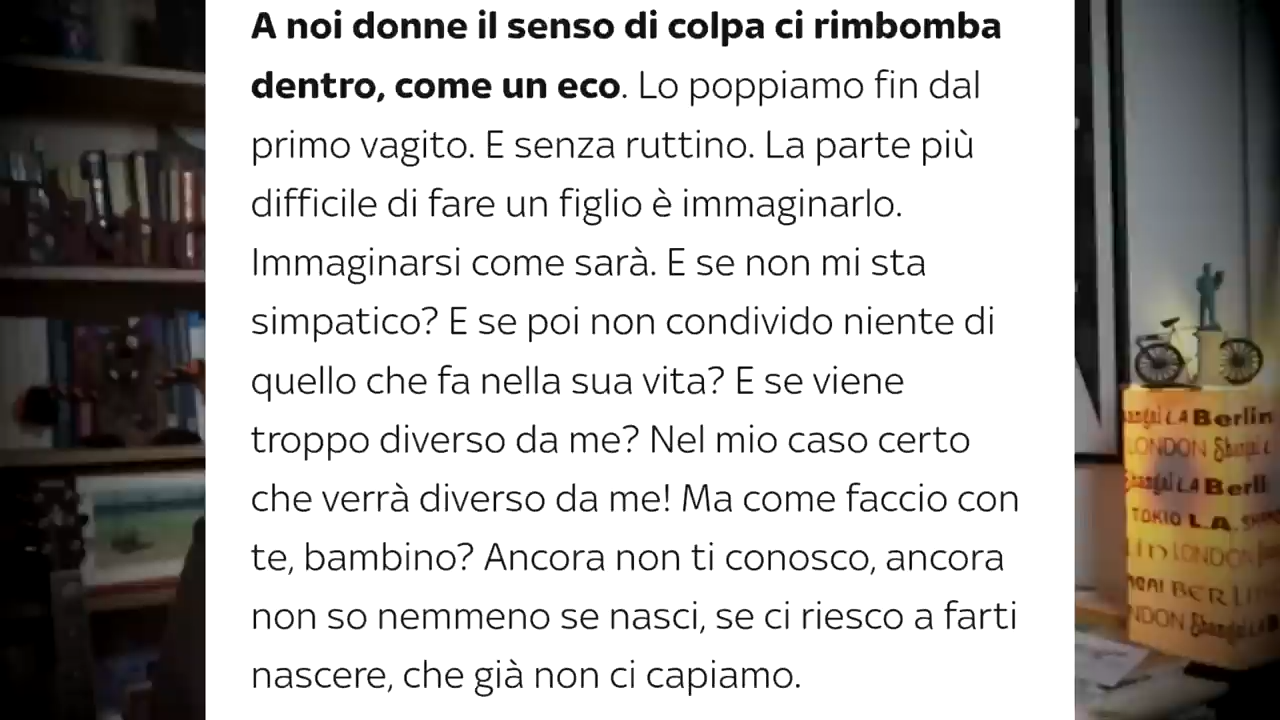 A noi donne il senso di colpa ci rimbomba
dentro, come un eco. Lo poppiamo fin dal
primo vagito. E senza ruttino. La parte più
difficile di fare un figlio è immaginarlo.
Immaginarsi come sarà. E se non mi sta
simpatico? E se poi non condivido niente di
quello che fa nella sua vita? E se viene
troppo diverso da me? Nel mio caso certo
che verrà diverso da me! Ma come faccio con
te, bambino? Ancora non ti conosco, ancora
non so nemmeno se nasci, se ci riesco a farti
nascere, che già non ci capiamo.
LA Berlin
LONDON
LA Berli
TOKIO L.A.
LONDON
BERLIN